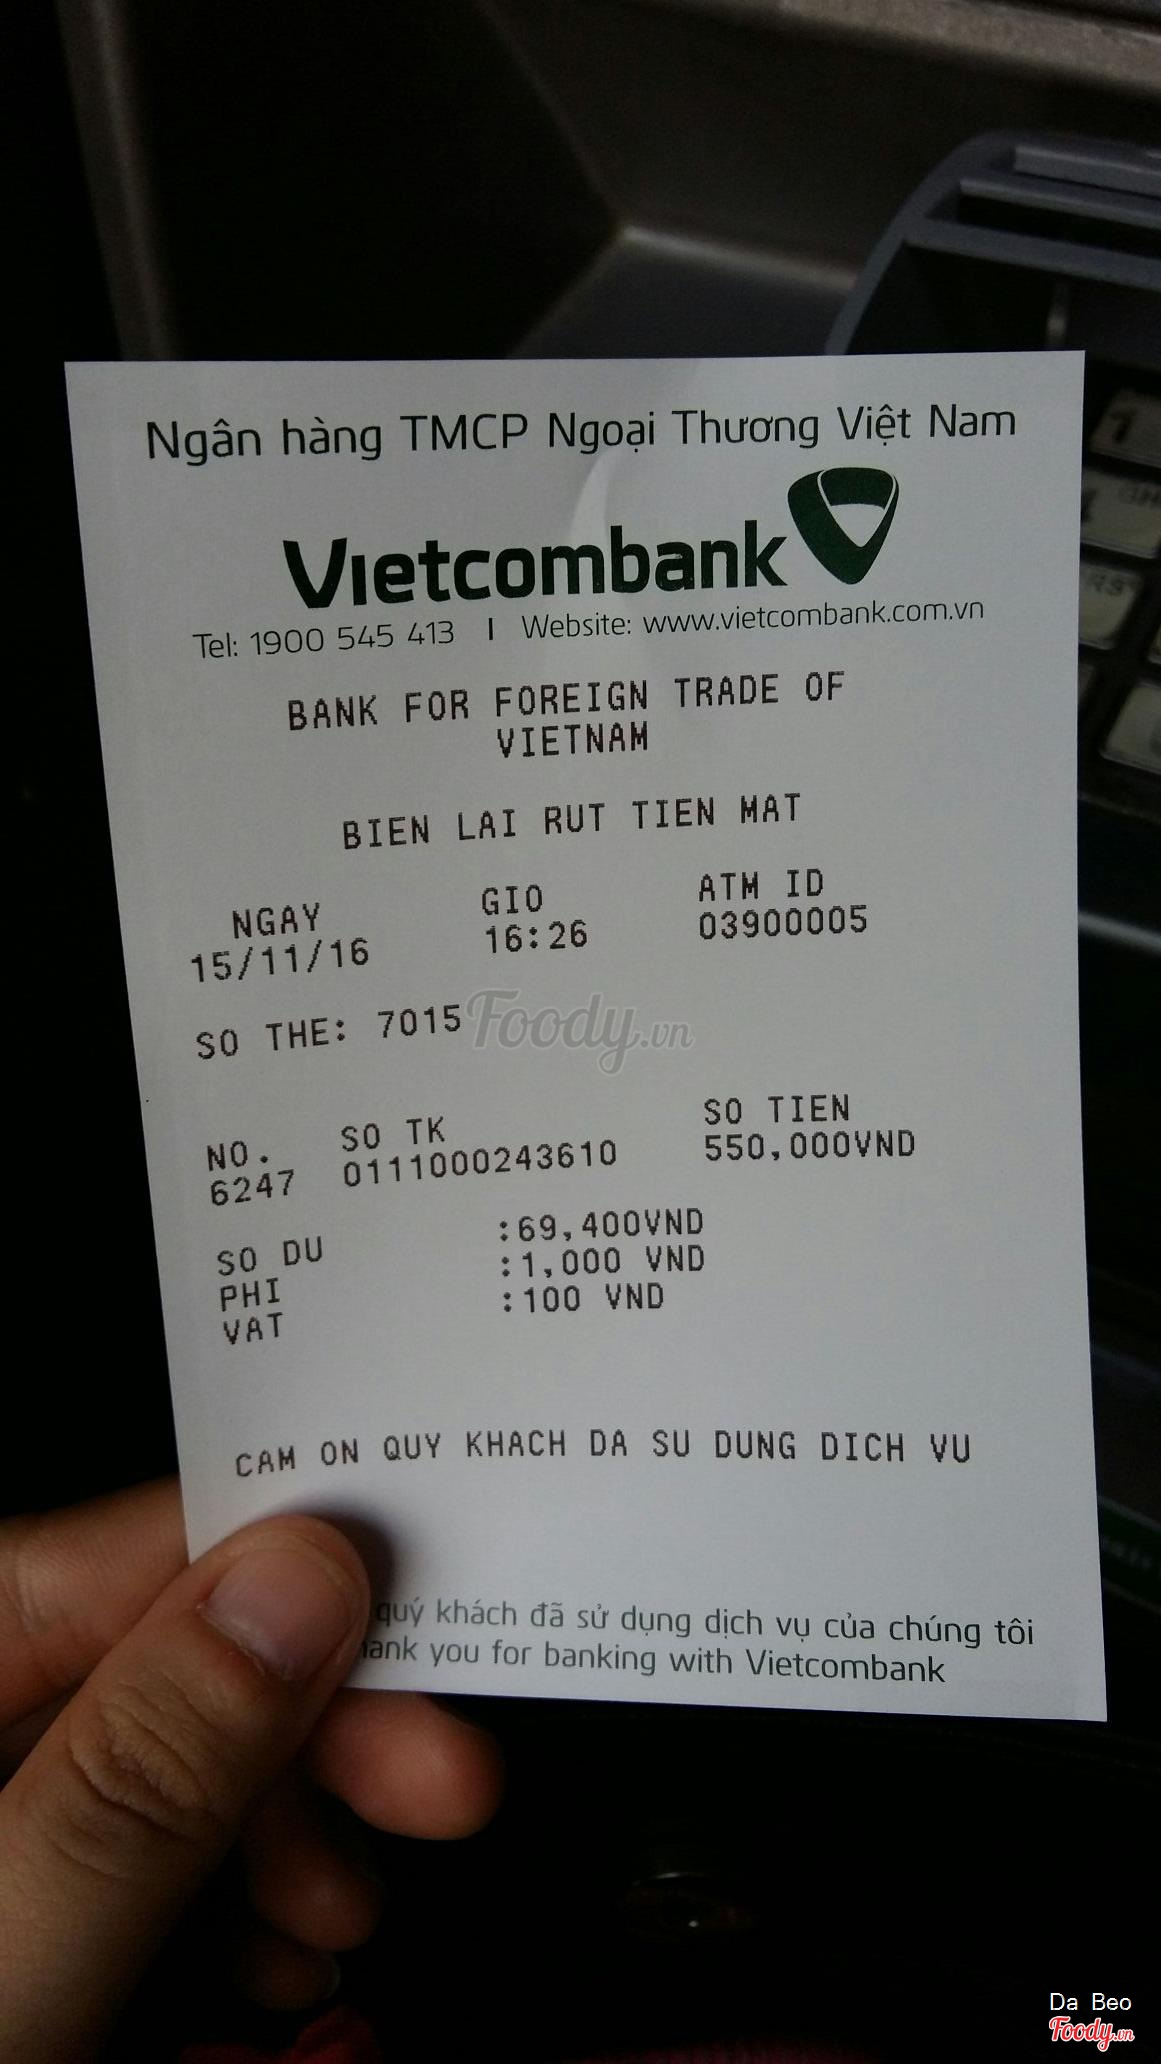 Ngân hàng TMCP Ngoại Thương Việt Nam
Vietcombank
Tel: 1900 545 413 | Website: www.vietcombank.com.vn
BANK FOR FOREIGN TRADE OF
VIETNAM
BIEN LAI RUT TIEN MAT
NGAY GIO ATM ID
15/11/16 16:26 03900005
SO THE: 7015
Foody.vn
NO. SO TK SO TIEN
6247 0111000243610 550,000VND
SO DU :69,400VND
PHI :1,000 VND
VAT :100 VND
CAM ON QUY KHACH DA SU DUNG DICH VU
quý khách đã sử dụng dịch vụ của chúng tôi
ank you for banking with Vietcombank
Da Beo
Foody.vn